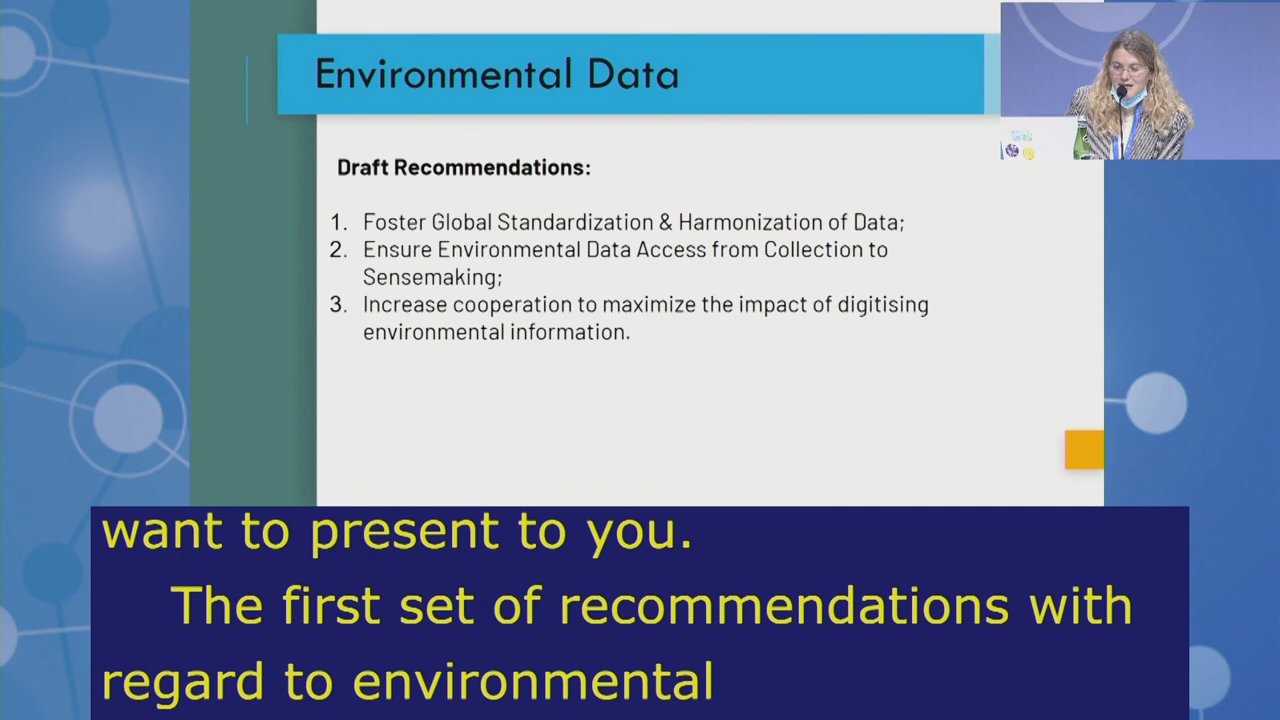 Environmental Data
Draft Recommendations:
1. Foster Global Standardization & Harmonization of Data;
2. Ensure Environmental Data Access from Collection to
Sensemaking;
3. Increase cooperation to maximize the impact of digitising
environmental information.
want to present to you.
The first set of recommendations with
regard to environmental